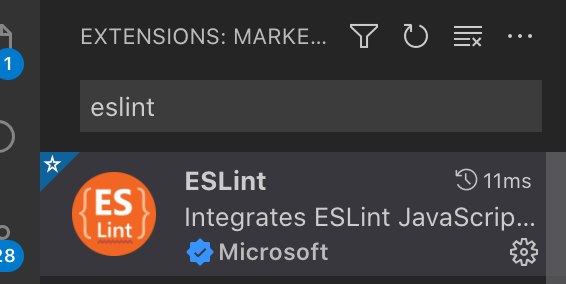 EXTENSIONS: MARKE...
1
eslint
ES
Lint
ESLint
11ms
Integrates ESLint JavaScrip...
Microsoft
28